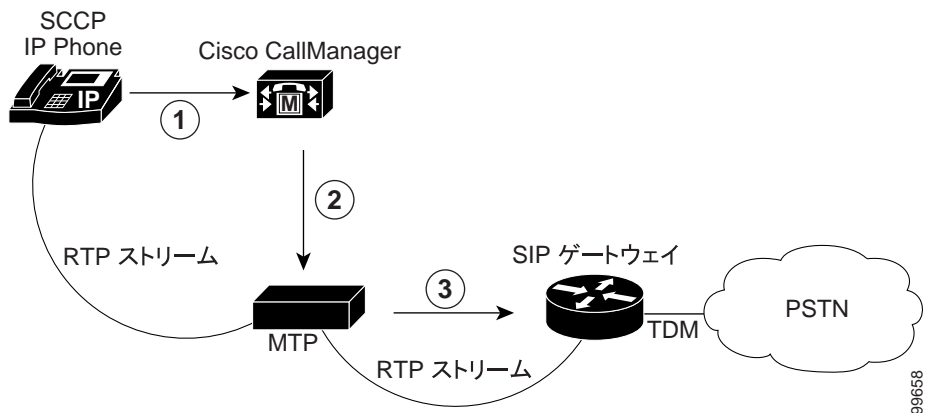 SCCP
IP Phone
Cisco CallManager
IP
M
1
2
RTP ストリーム
SIP ゲートウェイ
3
PSTN
TDM
MTP
RTP ストリーム
99658